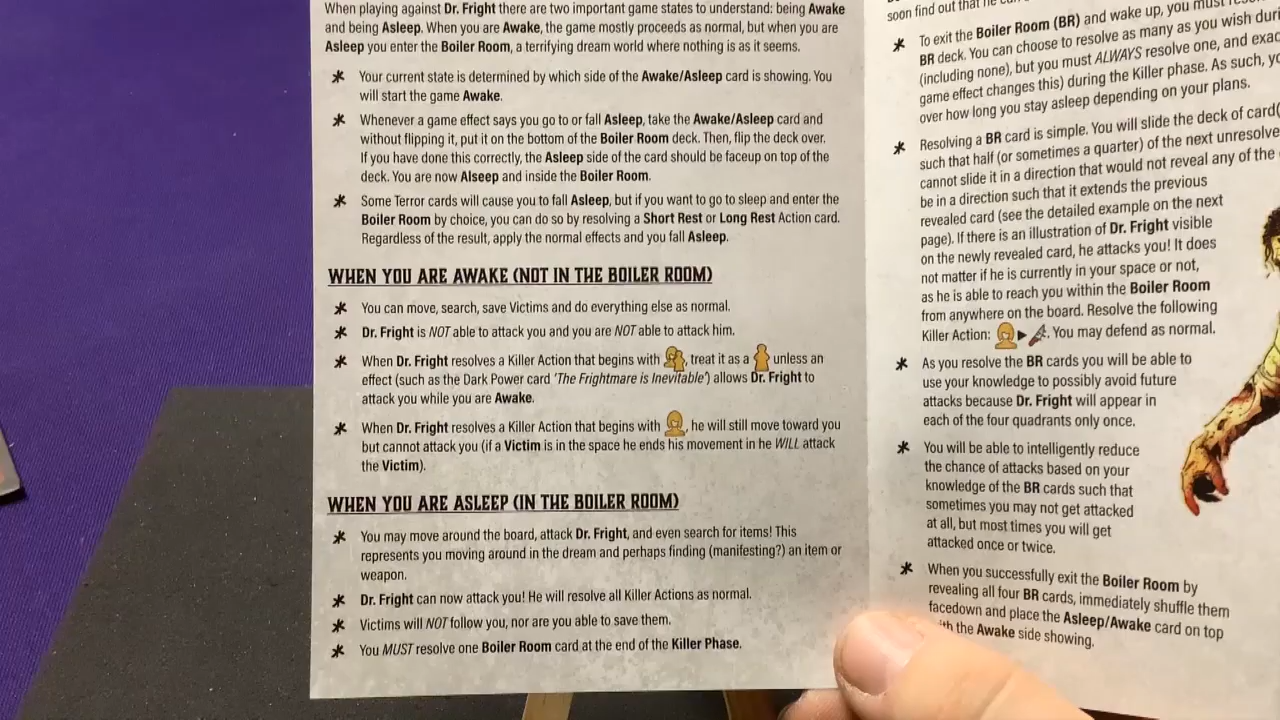 When playing against Dr. Fright there are two important game states to understand: being Awake
and being Asleep. When you are Awake, the game mostly proceeds as normal, but when you are
Asleep you enter the Boiler Room, a terrifying dream world where nothing is as it seems.
* Your current state is determined by which side of the Awake/Asleep card is showing. You
will start the game Awake.
* Whenever a game effect says you go to or fall Asleep, take the Awake/Asleep card and
without flipping it, put it on the bottom of the Boiler Room deck. Then, flip the deck over.
If you have done this correctly, the Asleep side of the card should be faceup on top of the
deck. You are now Alseep and inside the Boiler Room.
* Some Terror cards will cause you to fall Asleep, but if you want to go to sleep and enter the
Boiler Room by choice, you can do so by resolving a Short Rest or Long Rest Action card.
Regardless of the result, apply the normal effects and you fall Asleep.
WHEN YOU ARE AWAKE (NOT IN THE BOILER ROOM)
* You can move, search, save Victims and do everything else as normal.
* Dr. Fright is NOT able to attack you and you are NOT able to attack him.
* When Dr. Fright resolves a Killer Action that begins with , treat it as a unless an
effect (such as the Dark Power card 'The Frightmare is Inevitable') allows Dr. Fright to
attack you while you are Awake.
* When Dr. Fright resolves a Killer Action that begins with , he will still move toward you
but cannot attack you (if a Victim is in the space he ends his movement in he WILL attack
the Victim).
WHEN YOU ARE ASLEEP (IN THE BOILER ROOM)
* You may move around the board, attack Dr. Fright, and even search for items! This
represents you moving around in the dream and perhaps finding (manifesting?) an item or
weapon.
* Dr. Fright can now attack you! He will resolve all Killer Actions as normal.
* Victims will NOT follow you, nor are you able to save them.
* You MUST resolve one Boiler Room card at the end of the Killer Phase.
soon find out that he
* To exit the Boiler Room (BR) and wake up, you must
BR deck. You can choose to resolve as many as you wish
(including none), but you must ALWAYS resolve one, and
game effect changes this) during the Killer phase. As such,
over how long you stay asleep depending on your plans.
* Resolving a BR card is simple. You will slide the deck of
such that half (or sometimes a quarter) of the next
cannot slide it in a direction that would not reveal any of the
be in a direction such that it extends the previous
revealed card (see the detailed example on the next
page). If there is an illustration of Dr. Fright visible
on the newly revealed card, he attacks you! It does
not matter if he is currently in your space or not,
as he is able to reach you within the Boiler Room
from anywhere on the board. Resolve the following
Killer Action: . You may defend as normal.
* As you resolve the BR cards you will be able to
use your knowledge to possibly avoid future
attacks because Dr. Fright will appear in
each of the four quadrants only once.
* You will be able to intelligently reduce
the chance of attacks based on your
knowledge of the BR cards such that
sometimes you may not get attacked
at all, but most times you will get
attacked once or twice.
* When you successfully exit the Boiler Room by
revealing all four BR cards, immediately shuffle them
facedown and place the Asleep/Awake card on top
the Awake side showing.